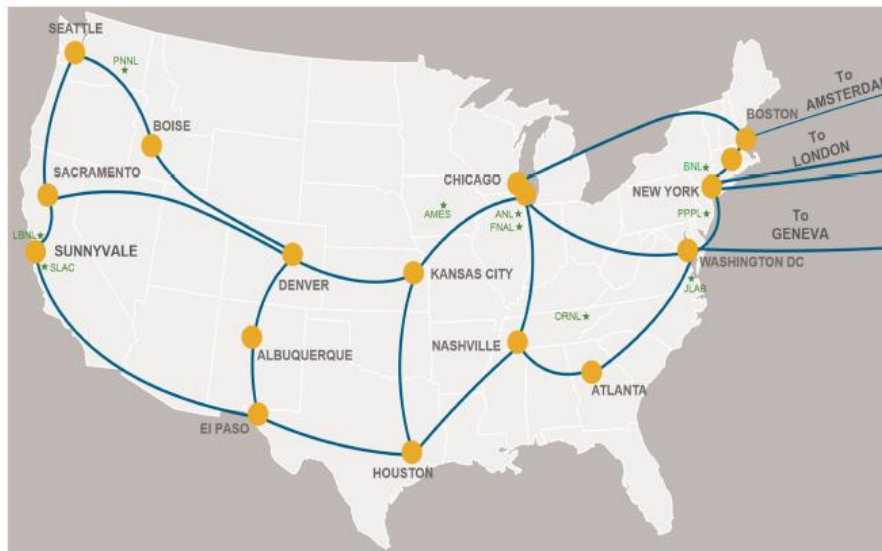 SEATTLE
PNNL
To
AMSTERDAM
BOSTON
BOISE
To
LONDON
SACRAMENTO
CHICAGO
BNL
NEW YORK
AMES
ANL
FNAL
PPPL
To
GENEVA
LBNL
SUNNYVALE
SLAC
WASHINGTON DC
KANSAS CITY
DENVER
JLAB
ORNL
NASHVILLE
ALBUQUERQUE
ATLANTA
El PASO
HOUSTON